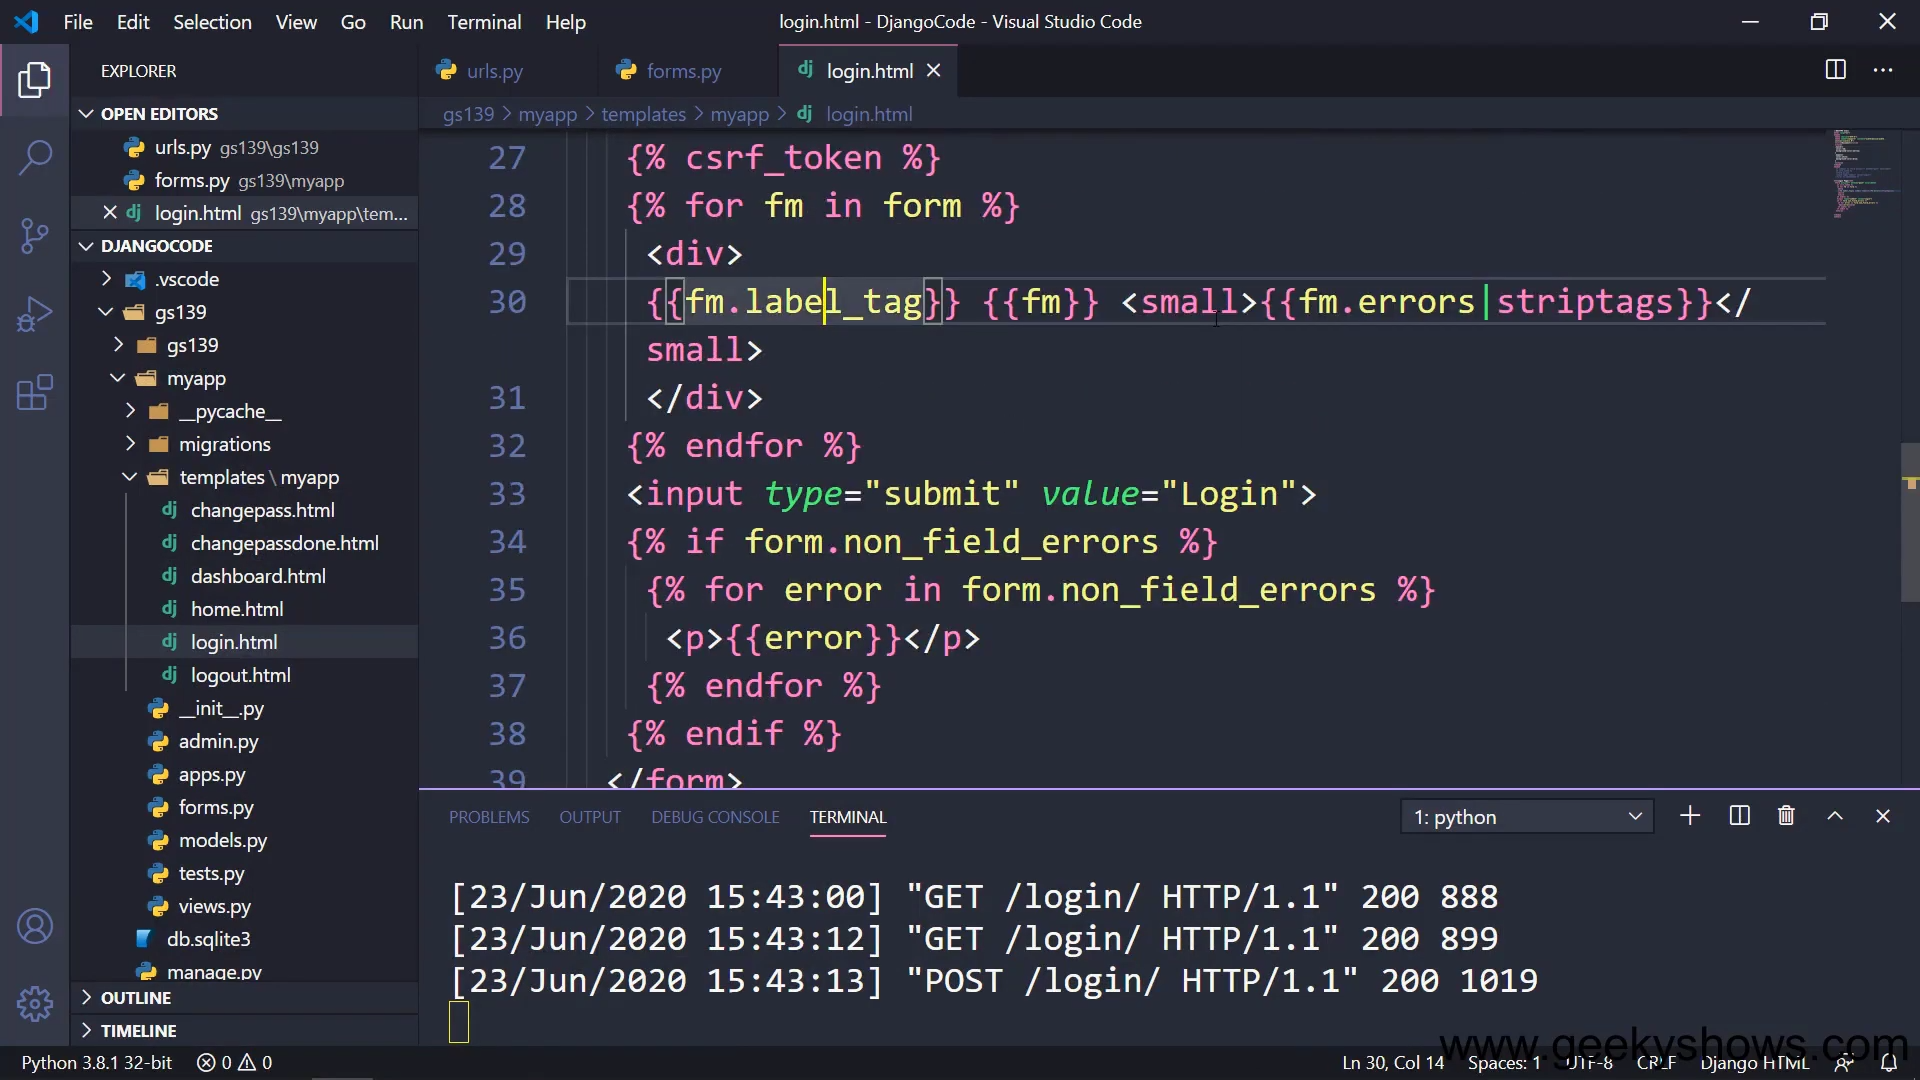 File Edit Selection View Go Run Terminal Help
login.html - DjangoCode - Visual Studio Code
EXPLORER
OPEN EDITORS
urls.py gs139\gs139
forms.py gs139\myapp
login.html gs139\myapp\tem...
DJANGOCODE
.vscode
gs139
gs139
myapp
__pycache__
migrations
templates \ myapp
changepass.html
changepassdone.html
dashboard.html
home.html
login.html
logout.html
__init__.py
admin.py
apps.py
forms.py
models.py
tests.py
views.py
db.sqlite3
manage.py
OUTLINE
TIMELINE
urls.py forms.py login.html
gs139 > myapp > templates > myapp > login.html
27 {% csrf_token %}
28 {% for fm in form %}
29 <div>
30 {{fm.label_tag}} {{fm}} <small>{{fm.errors|striptags}}</
small>
31 </div>
32 {% endfor %}
33 <input type="submit" value="Login">
34 {% if form.non_field_errors %}
35 {% for error in form.non_field_errors %}
36 <p>{{error}}</p>
37 {% endfor %}
38 {% endif %}
39 </form>
PROBLEMS OUTPUT DEBUG CONSOLE TERMINAL
1: python
[23/Jun/2020 15:43:00] "GET /login/ HTTP/1.1" 200 888
[23/Jun/2020 15:43:12] "GET /login/ HTTP/1.1" 200 899
[23/Jun/2020 15:43:13] "POST /login/ HTTP/1.1" 200 1019
www.geekyshows.com
Python 3.8.1 32-bit 0 0
Ln 30, Col 14 Spaces: 1 UTF-8 CRLF Django HTML